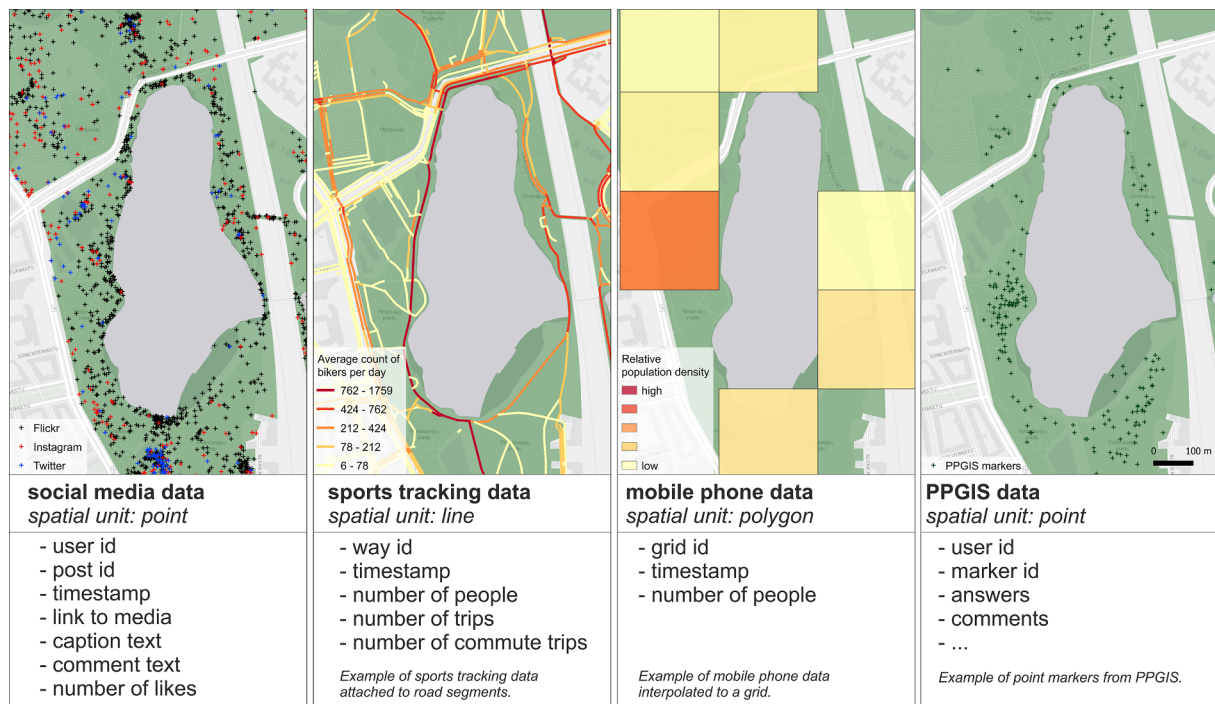 Flickr
Instagram
Twitter
Average count of
bikers per day
762 - 1759
424 - 762
212 - 424
78 - 212
6 - 78
Relative
population density
high
low
PPGIS markers
0 100 m
social media data
spatial unit: point
- user id
- post id
- timestamp
- link to media
- caption text
- comment text
- number of likes
sports tracking data
spatial unit: line
- way id
- timestamp
- number of people
- number of trips
- number of commute trips
Example of sports tracking data
attached to road segments.
mobile phone data
spatial unit: polygon
- grid id
- timestamp
- number of people
Example of mobile phone data
interpolated to a grid.
PPGIS data
spatial unit: point
- user id
- marker id
- answers
- comments
- ...
Example of point markers from PPGIS.